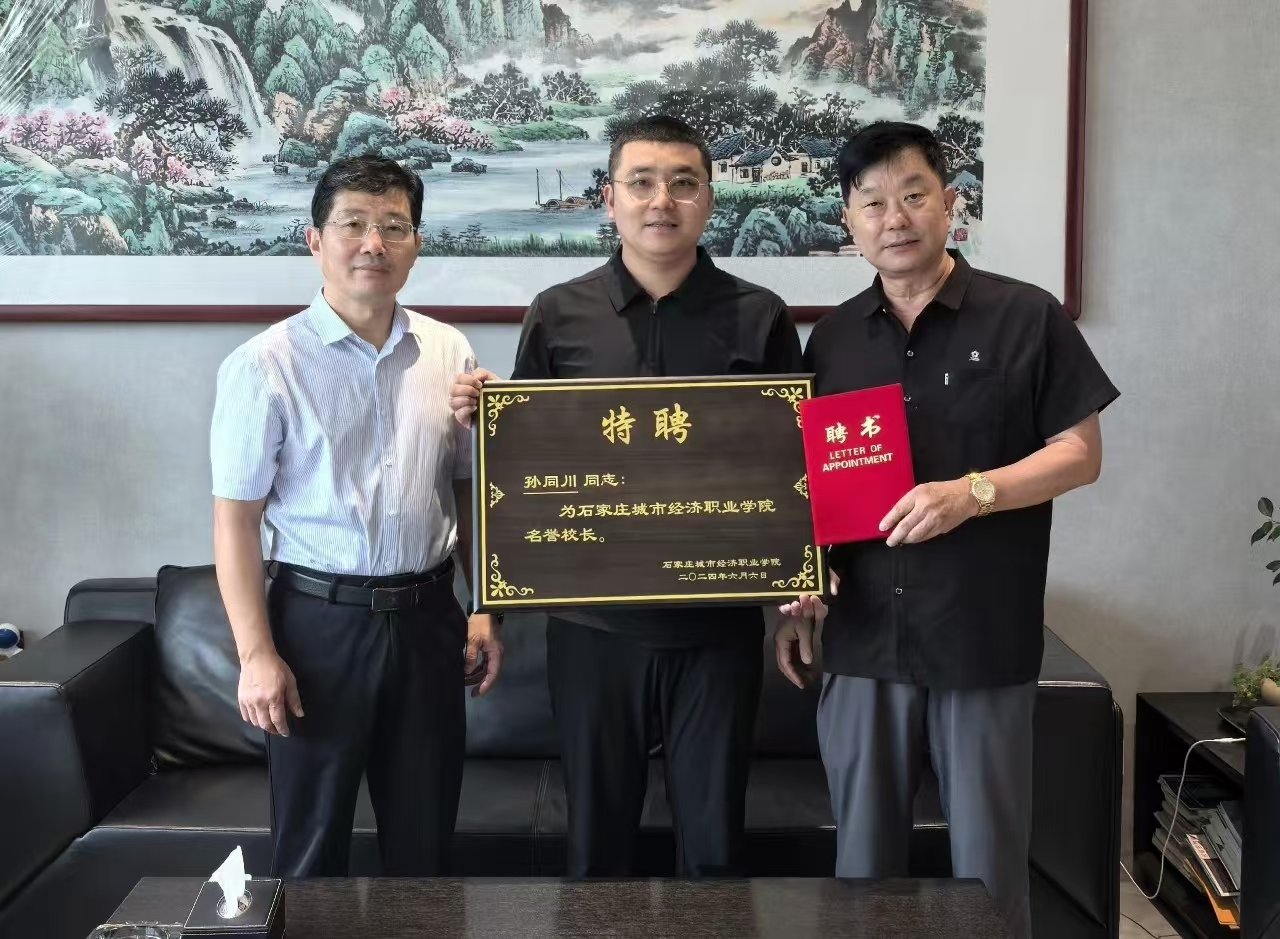 特聘
孙同川 同志：
为石家庄城市经济职业学院
名誉校长。
石家庄城市经济职业学院
二〇二四年六月六日
聘书
LETTER OF
APPOINTMENT